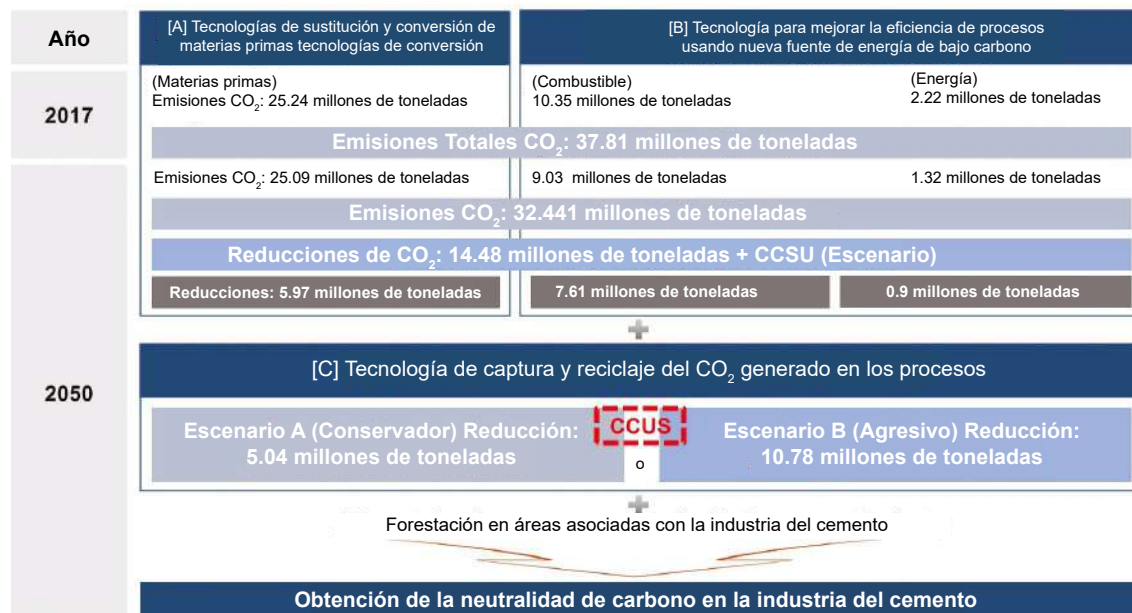 Año
[A] Tecnologías de sustitución y conversión de
materias primas tecnologías de conversión
[B] Tecnología para mejorar la eficiencia de procesos
usando nueva fuente de energía de bajo carbono
2017
(Materias primas)
Emisiones CO₂: 25.24 millones de toneladas
(Combustible)
10.35 millones de toneladas
(Energía)
2.22 millones de toneladas
Emisiones Totales CO₂: 37.81 millones de toneladas
2050
Emisiones CO₂: 25.09 millones de toneladas
9.03 millones de toneladas
1.32 millones de toneladas
Emisiones CO₂: 32.441 millones de toneladas
Reducciones de CO₂: 14.48 millones de toneladas + CCSU (Escenario)
Reducciones: 5.97 millones de toneladas
7.61 millones de toneladas
0.9 millones de toneladas
+
[C] Tecnología de captura y reciclaje del CO₂ generado en los procesos
Escenario A (Conservador) Reducción:
5.04 millones de toneladas
CCUS
o
Escenario B (Agresivo) Reducción:
10.78 millones de toneladas
+
Forestación en áreas asociadas con la industria del cemento
Obtención de la neutralidad de carbono en la industria del cemento